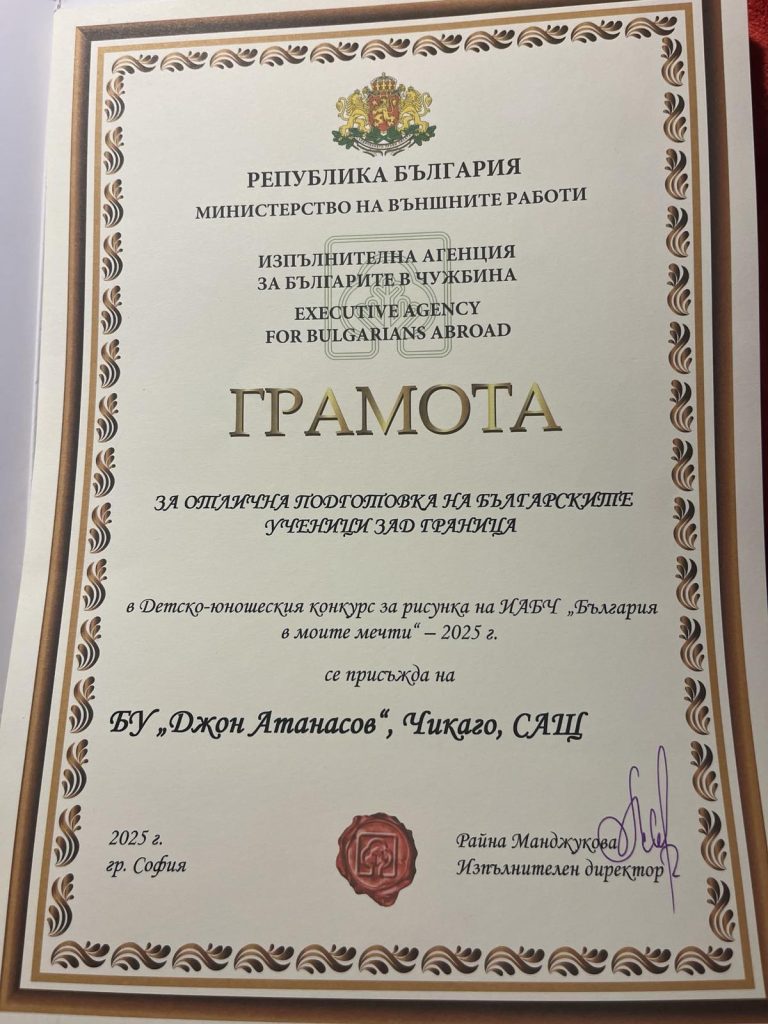 РЕПУБЛИКА БЪЛГАРИЯ
МИНИСТЕРСТВО НА ВЪНШНИТЕ РАБОТИ
ИЗПЪЛНИТЕЛНА АГЕНЦИЯ
ЗА БЪЛГАРИТЕ В ЧУЖБИНА
EXECUTIVE AGENCY
FOR BULGARIANS ABROAD
ГРАМОТА
ЗА ОТЛИЧНА ПОДГОТОВКА НА БЪЛГАРСКИТЕ
УЧЕНИЦИ ЗАД ГРАНИЦА
в Детско-юношеския конкурс за рисунка на ИАБЧ „България
в моите мечти“ – 2025 г.
се присъжда на
БУ „Джон Атанасов“, Чикаго, САЩ
2025 г.
гр. София
Райна Манджукова
Изпълнителен директор